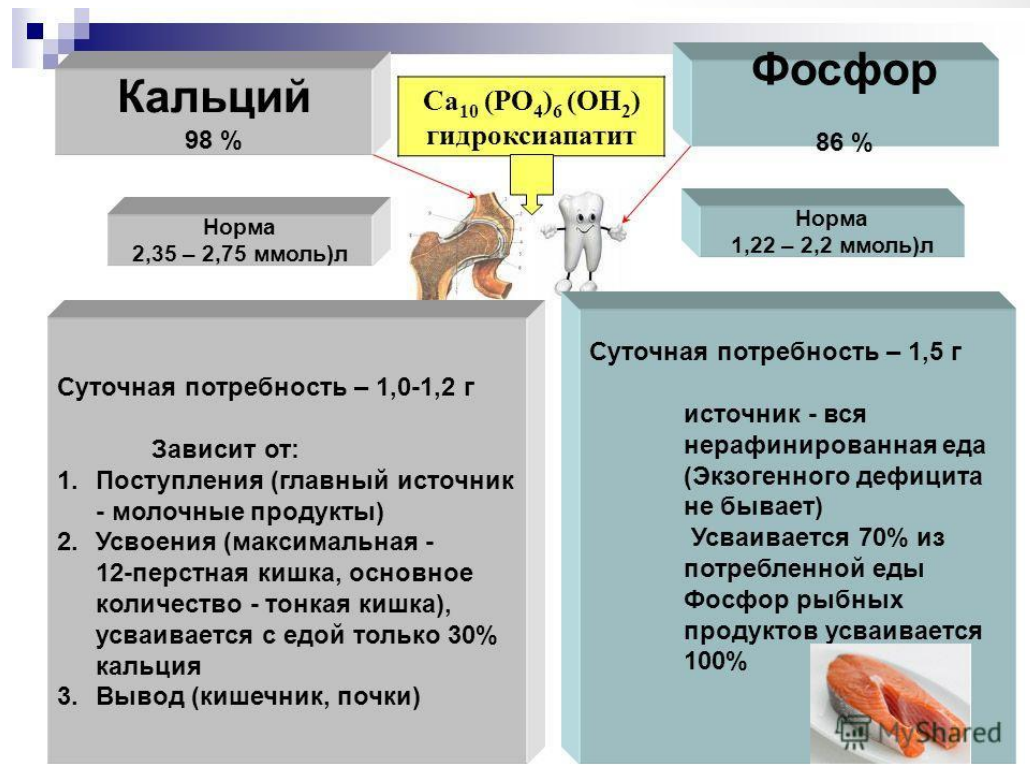 Кальций
98 %
Ca10 (PO4)6 (OH2)
гидроксиапатит
Фосфор
86 %
Норма
2,35 – 2,75 ммоль)л
Норма
1,22 – 2,2 ммоль)л
Суточная потребность – 1,0-1,2 г
Зависит от:
1. Поступления (главный источник
- молочные продукты)
2. Усвоения (максимальная -
12-перстная кишка, основное
количество - тонкая кишка),
усваивается с едой только 30%
кальция
3. Вывод (кишечник, почки)
Суточная потребность – 1,5 г
источник - вся
нерафинированная еда
(Экзогенного дефицита
не бывает)
Усваивается 70% из
потребленной еды
Фосфор рыбных
продуктов усваивается
100%
MyShared